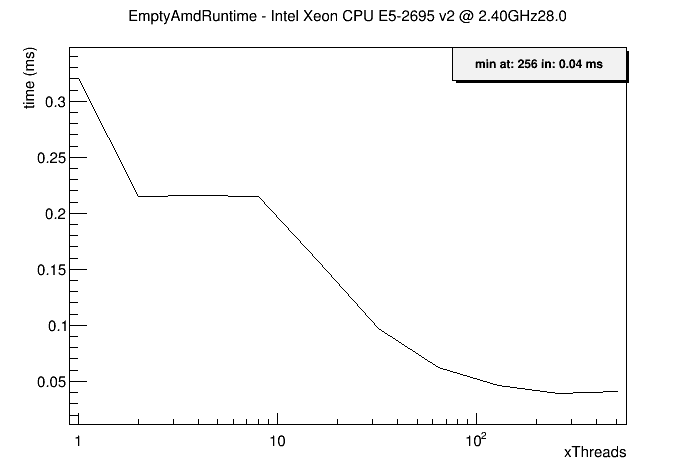 EmptyAmdRuntime - Intel Xeon CPU E5-2695 v2 @ 2.40GHz28.0
min at: 256 in: 0.04 ms
time (ms)
0.3
0.25
0.2
0.15
0.1
0.05
1
10
10²
xThreads